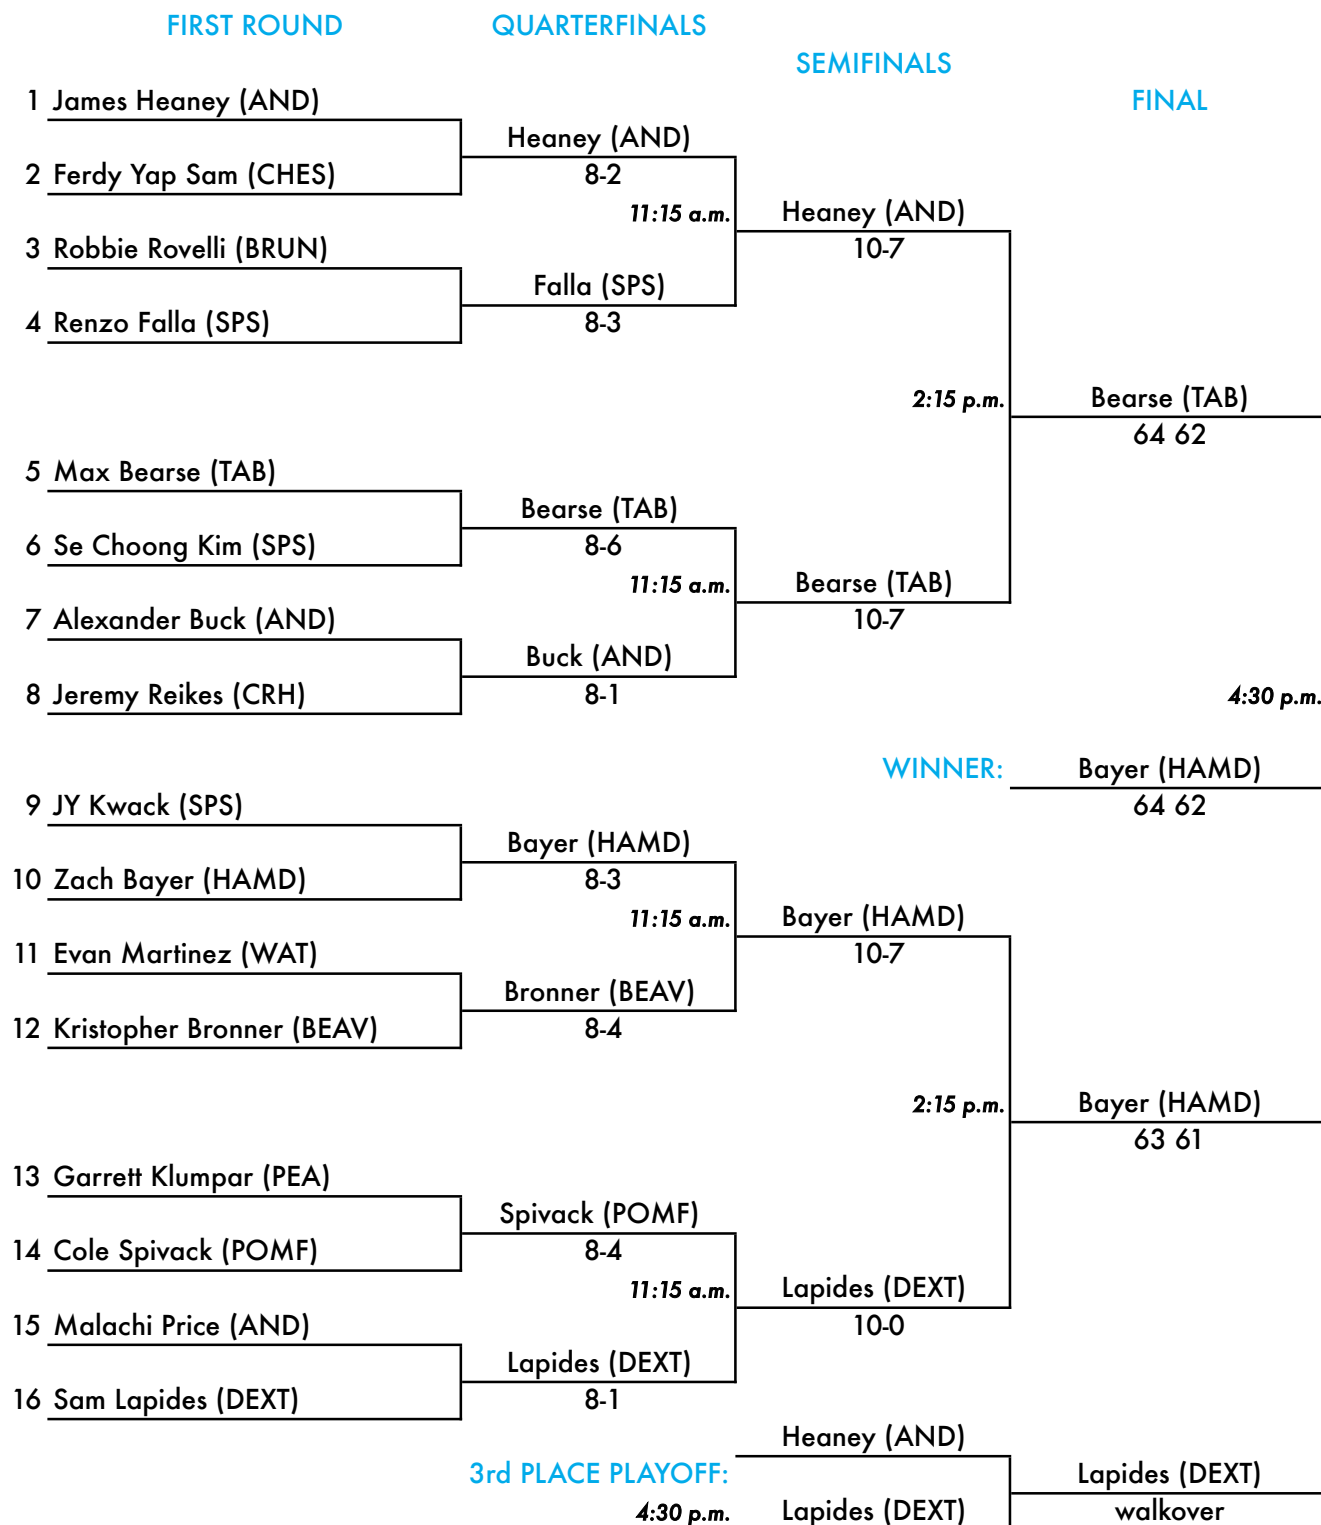 FIRST ROUND
QUARTERFINALS
SEMIFINALS
FINAL
1 James Heaney (AND)
Heaney (AND)
2 Ferdy Yap Sam (CHES)
8-2
11:15 a.m.
Heaney (AND)
3 Robbie Rovelli (BRUN)
10-7
Falla (SPS)
4 Renzo Falla (SPS)
8-3
2:15 p.m.
Bearse (TAB)
64 62
5 Max Bearse (TAB)
Bearse (TAB)
6 Se Choong Kim (SPS)
8-6
11:15 a.m.
Bearse (TAB)
7 Alexander Buck (AND)
10-7
Buck (AND)
8 Jeremy Reikes (CRH)
8-1
4:30 p.m.
WINNER:
Bayer (HAMD)
64 62
9 JY Kwack (SPS)
Bayer (HAMD)
10 Zach Bayer (HAMD)
8-3
11:15 a.m.
Bayer (HAMD)
11 Evan Martinez (WAT)
10-7
Bronner (BEAV)
12 Kristopher Bronner (BEAV)
8-4
2:15 p.m.
Bayer (HAMD)
63 61
13 Garrett Klumpar (PEA)
Spivack (POMF)
14 Cole Spivack (POMF)
8-4
11:15 a.m.
Lapides (DEXT)
15 Malachi Price (AND)
10-0
Lapides (DEXT)
16 Sam Lapides (DEXT)
8-1
Heaney (AND)
3rd PLACE PLAYOFF:
Lapides (DEXT)
4:30 p.m.
Lapides (DEXT)
walkover